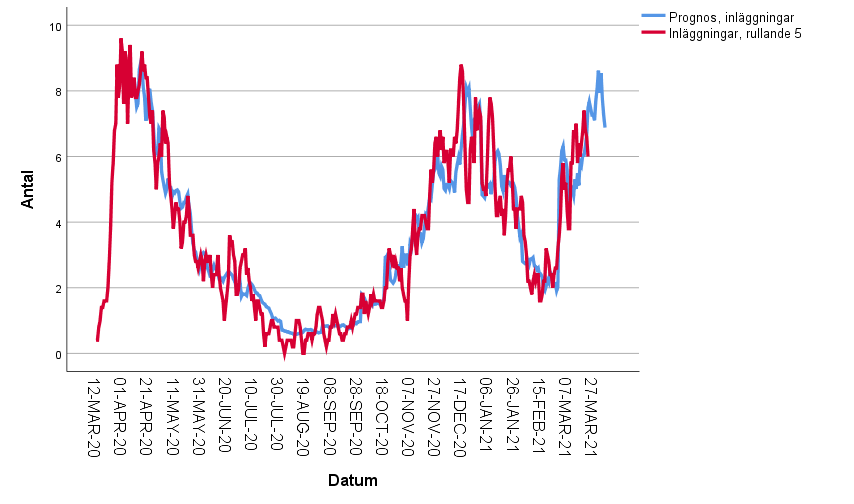 Prognos, inläggningar
Inläggningar, rullande 5
Antal
10
8
6
4
2
0
12-MAR-20
01-APR-20
21-APR-20
11-MAY-20
31-MAY-20
20-JUN-20
10-JUL-20
30-JUL-20
19-AUG-20
08-SEP-20
28-SEP-20
18-OCT-20
07-NOV-20
27-NOV-20
17-DEC-20
06-JAN-21
26-JAN-21
15-FEB-21
07-MAR-21
27-MAR-21
Datum